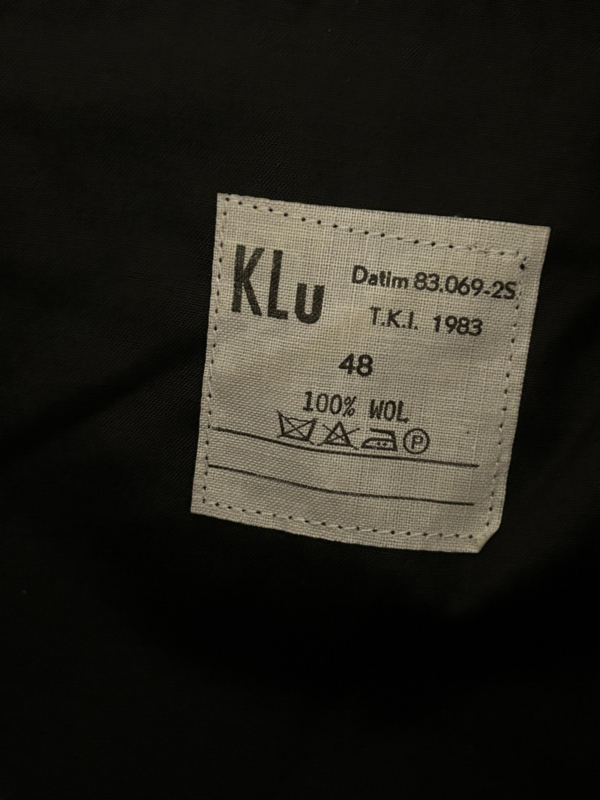 KLu
Datim 83.069-2S
T.K.I. 1983
48
100% WOL
P